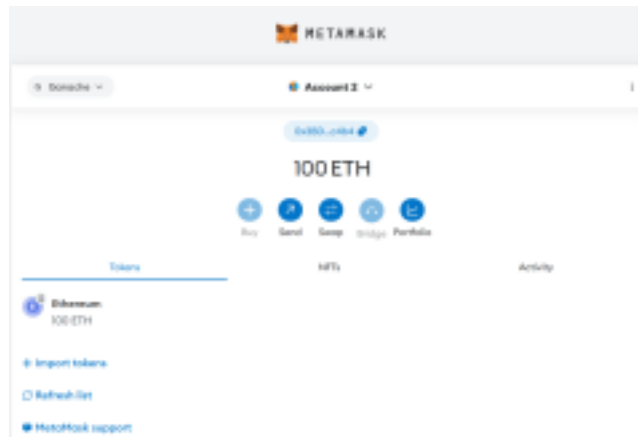 METAMASK
Ganache
Account 2
100 ETH
Buy Send Swap Bridge Portfolio
Tokens NFTs Activity
Ethereum
100 ETH
Import tokens
Refresh list
MetaMask support